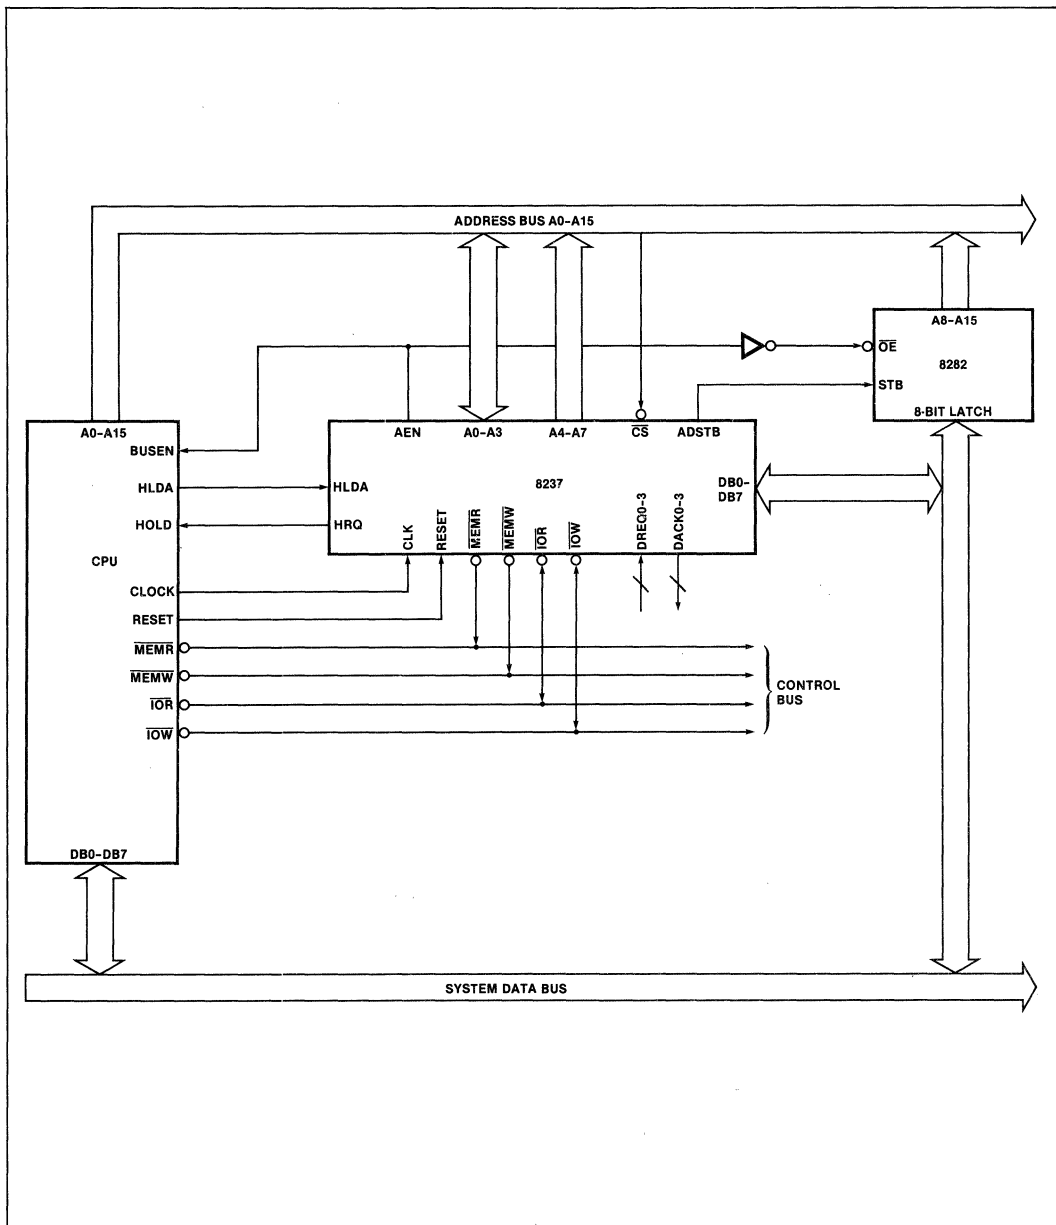 ADDRESS BUS A0–A15
A8–A15
OE
8282
STB
8-BIT LATCH
A0–A15
BUSEN
HLDA
HOLD
CPU
CLOCK
RESET
MEMR
MEMW
IOR
IOW
DB0–DB7
AEN
A0–A3
A4–A7
CS
ADSTB
HLDA
8237
DB0–
DB7
HRQ
CLK
RESET
MEMR
MEMW
IOR
IOW
DREQ0–3
DACK0–3
CONTROL
BUS
SYSTEM DATA BUS